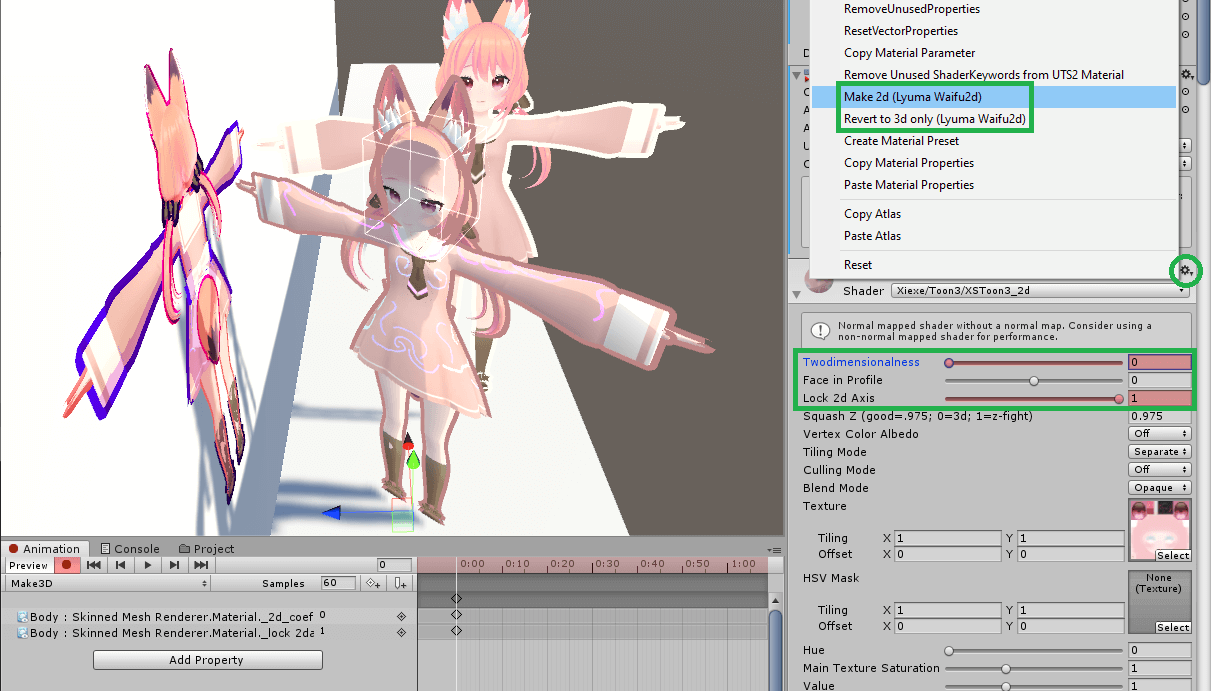 RemoveUnusedProperties
ResetVectorProperties
Copy Material Parameter
Remove Unused ShaderKeywords from UTS2 Material
Make 2d (Lyuma Waifu2d)
Revert to 3d only (Lyuma Waifu2d)
Create Material Preset
Copy Material Properties
Paste Material Properties
Copy Atlas
Paste Atlas
Reset
Shader Xiexe/Toon3/XSToon3_2d
Normal mapped shader without a normal map. Consider using a
non-normal mapped shader for performance.
Twodimensionalness 0
Face in Profile 0
Lock 2d Axis 1
Squash Z (good=.975; 0=3d; 1=z-fight) 0.975
Vertex Color Albedo Off
Tiling Mode Separate
Culling Mode Off
Blend Mode Opaque
Texture
Tiling X 1 Y 1
Offset X 0 Y 0
Select
HSV Mask
None
(Texture)
Tiling X 1 Y 1
Offset X 0 Y 0
Select
Hue 0
Main Texture Saturation 1
Value 1
Animation Console Project
Preview 0 0:00 0:10 0:20 0:30 0:40 0:50 1:00
Make3D Samples 60
Body : Skinned Mesh Renderer.Material._2d_coef 0
Body : Skinned Mesh Renderer.Material._lock 2da 1
Add Property